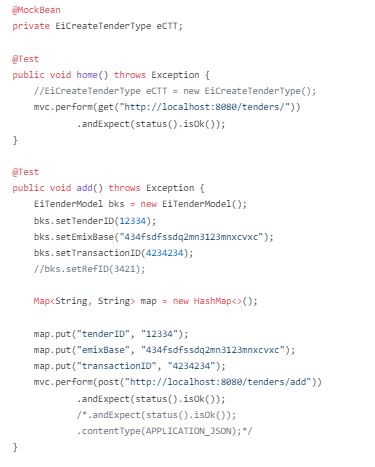 @MockBean
private EiCreateTenderType eCTT;

@Test
public void home() throws Exception {
    //EiCreateTenderType eCTT = new EiCreateTenderType();
    mvc.perform(get("http://localhost:8080/tenders/"))
            .andExpect(status().isOk());
}

@Test
public void add() throws Exception {
    EiTenderModel bks = new EiTenderModel();
    bks.setTenderID(12334);
    bks.setEmixBase("434fsdfssdq2mn3123mnxcvxc");
    bks.setTransactionID(4234234);
    //bks.setRefID(3421);

    Map<String, String> map = new HashMap<>();

    map.put("tenderID", "12334");
    map.put("emixBase", "434fsdfssdq2mn3123mnxcvxc");
    map.put("transactionID", "4234234");
    mvc.perform(post("http://localhost:8080/tenders/add"))
            .andExpect(status().isOk());
            /*.andExpect(status().isOk());
            .contentType(APPLICATION_JSON);*/
}